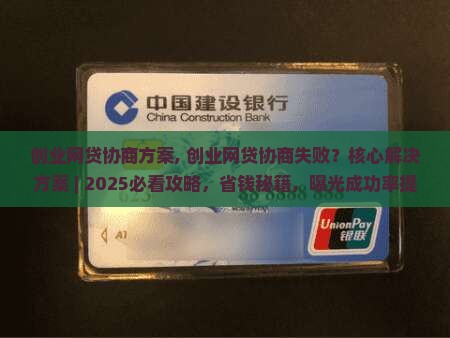 中国建设银行
China Construction Bank
创业网贷协商方案, 创业网贷协商失败？核心解决
方案 | 2025必看攻略，省钱秘籍，曝光成功率提
UnionPay
银联